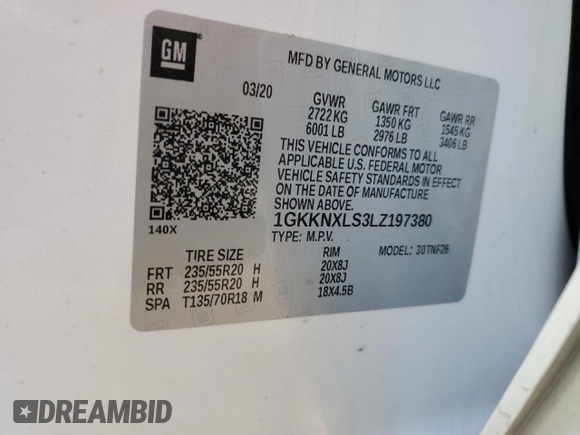 GM
MFD BY GENERAL MOTORS LLC
03/20
GVWR GAWR FRT GAWR RR
2722 KG 1350 KG 1545 KG
6001 LB 2976 LB 3406 LB
THIS VEHICLE CONFORMS TO ALL
APPLICABLE U.S. FEDERAL MOTOR
VEHICLE SAFETY STANDARDS IN EFFECT
ON THE DATE OF MANUFACTURE
SHOWN ABOVE.
140X
1GKKNXLS3LZ197380
TYPE: M.P.V. MODEL: 30TNF26
TIRE SIZE RIM
FRT 235/55R20 H 20X8J
RR 235/55R20 H 20X8J
SPA T135/70R18 M 18X4.5B
DREAMBID